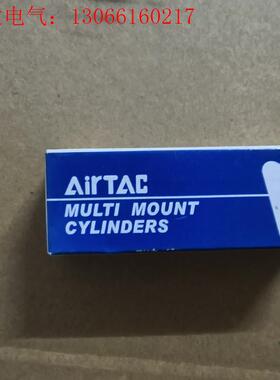 电气：13066160217
AirTAC
MULTI MOUNT
CYLINDERS